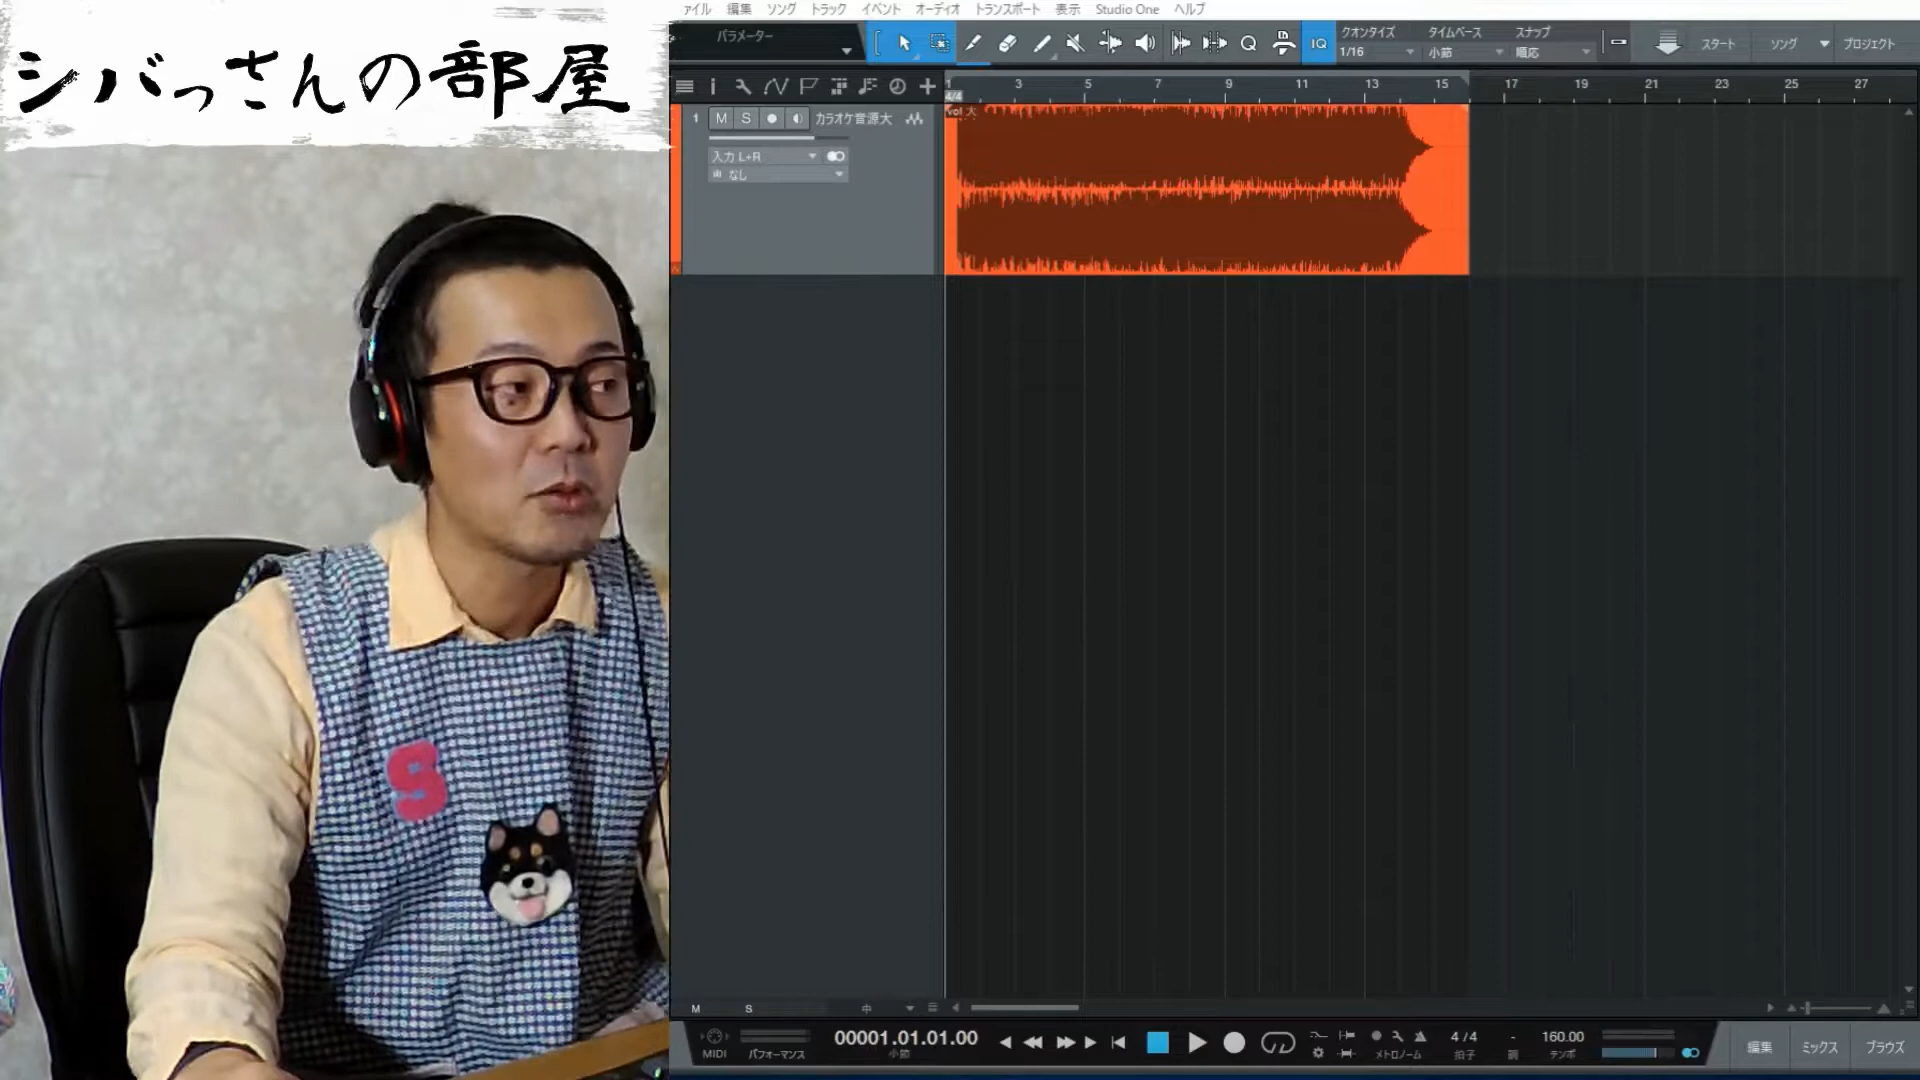 シバっさんの部屋
ァイル 編集 ソング トラック イベント オーディオ トランスポート 表示 Studio One ヘルプ
パラメーター
IQ
クオンタイズ タイムベース スナップ
1/16 小節 順応
スタート ソング プロジェクト
1 3 5 7 9 11 13 15 17 19 21 23 25 27
4/4
1 M S カラオケ音源大
vol 大
入力 L+R
なし
S
M S 中
MIDI パフォーマンス
00001.01.01.00
小節
メトロノーム
4 / 4
拍子
-
調
160.00
テンポ
編集 ミックス ブラウズ